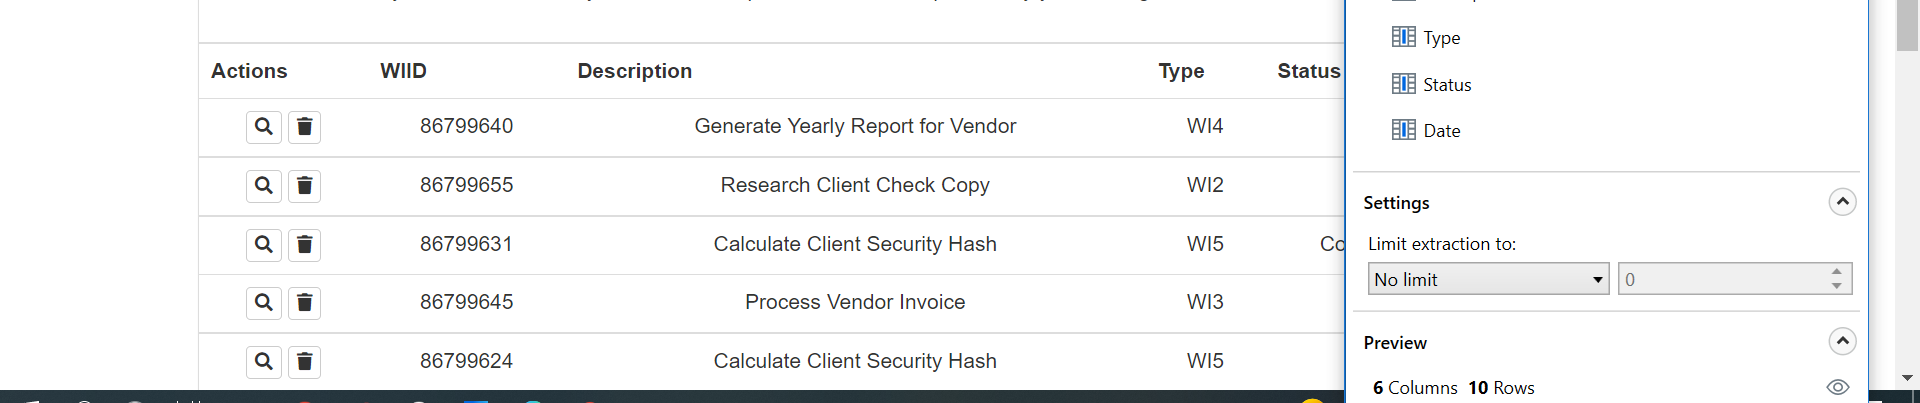 Actions WIID Description Type Status
86799640 Generate Yearly Report for Vendor WI4
86799655 Research Client Check Copy WI2
86799631 Calculate Client Security Hash WI5 Co
86799645 Process Vendor Invoice WI3
86799624 Calculate Client Security Hash WI5
Type
Status
Date
Settings
Limit extraction to:
No limit 0
Preview
6 Columns 10 Rows